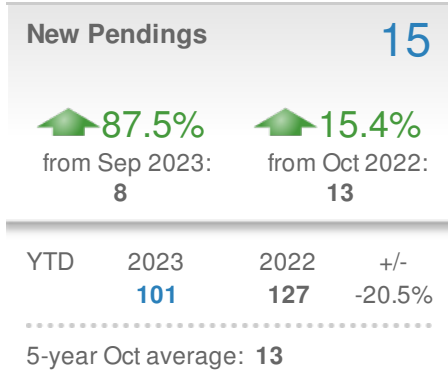 New Pendings 15
87.5% 15.4%
from Sep 2023: from Oct 2022:
8 13
YTD 2023 2022 +/-
101 127 -20.5%
5-year Oct average: 13